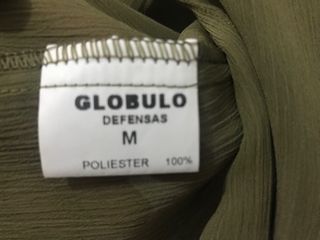 GLOBULO
DEFENSAS
M
POLIESTER 100%